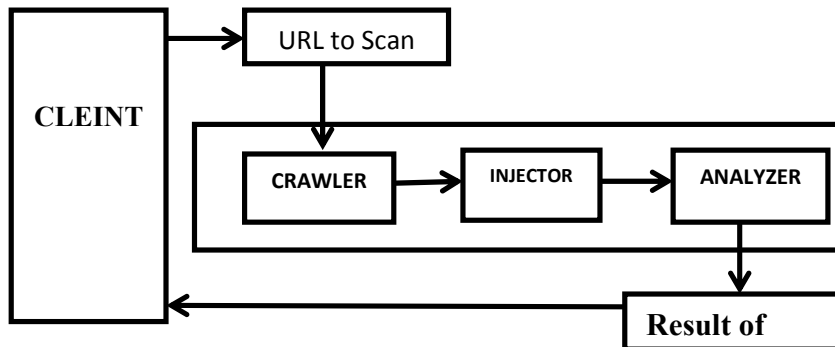 URL to Scan
CLEINT
CRAWLER
INJECTOR
ANALYZER
Result of